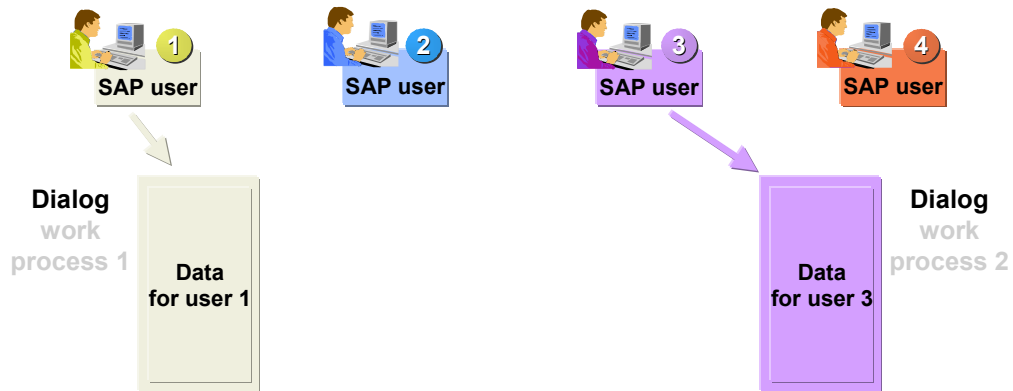 1
SAP user
2
SAP user
3
SAP user
4
SAP user
Dialog
work
process 1
Data
for user 1
Data
for user 3
Dialog
work
process 2